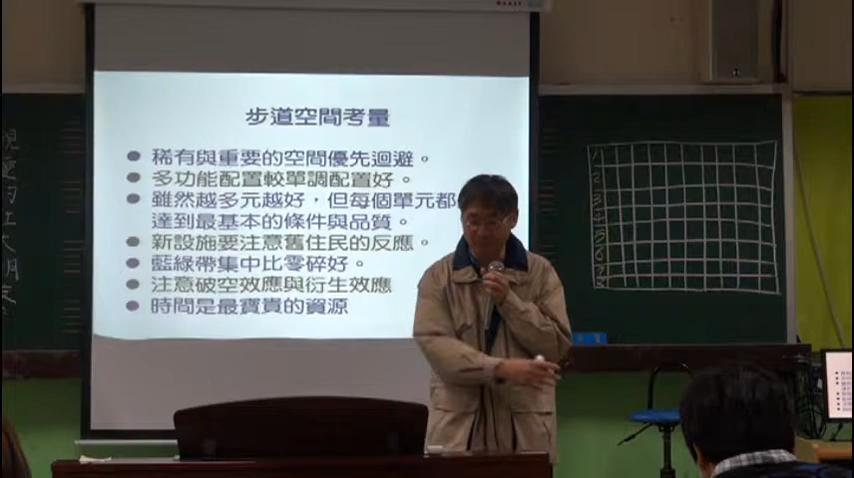 步道空間考量
稀有與重要的空間優先迴避。
多功能配置較單調配置好。
雖然越多元越好，但每個單元都
達到最基本的條件與品質。
新設施要注意舊住民的反應。
藍綠帶集中比零碎好。
注意破空效應與衍生效應
時間是最寶貴的資源